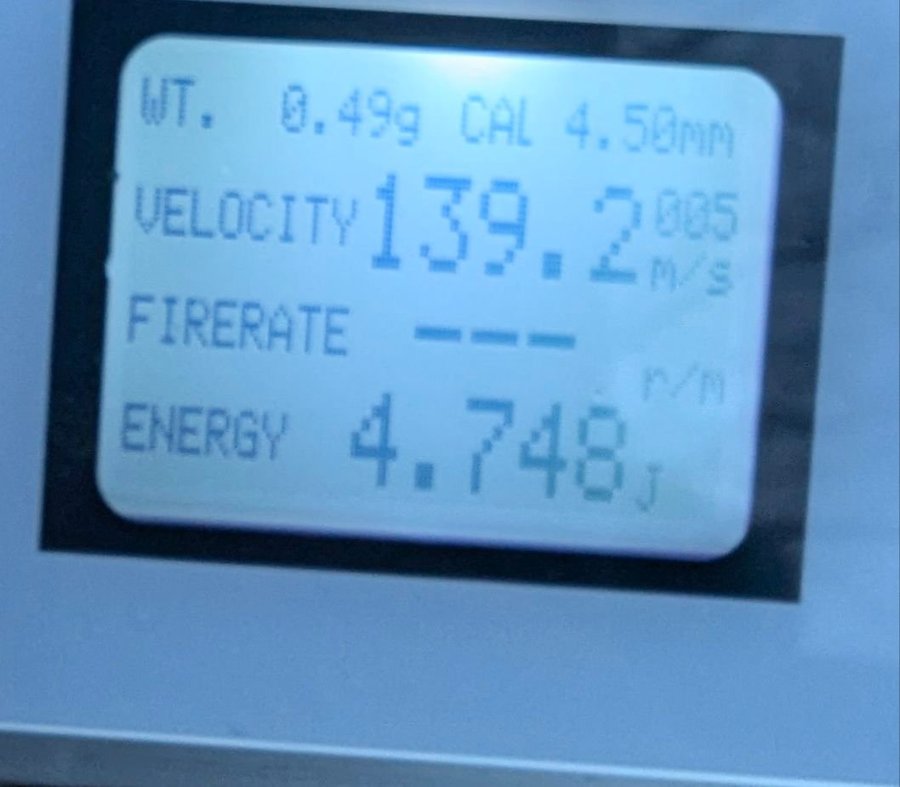 WT. 0.49g CAL 4.50mm
VELOCITY 139.2 005 m/s
FIRERATE --- r/m
ENERGY 4.748 J